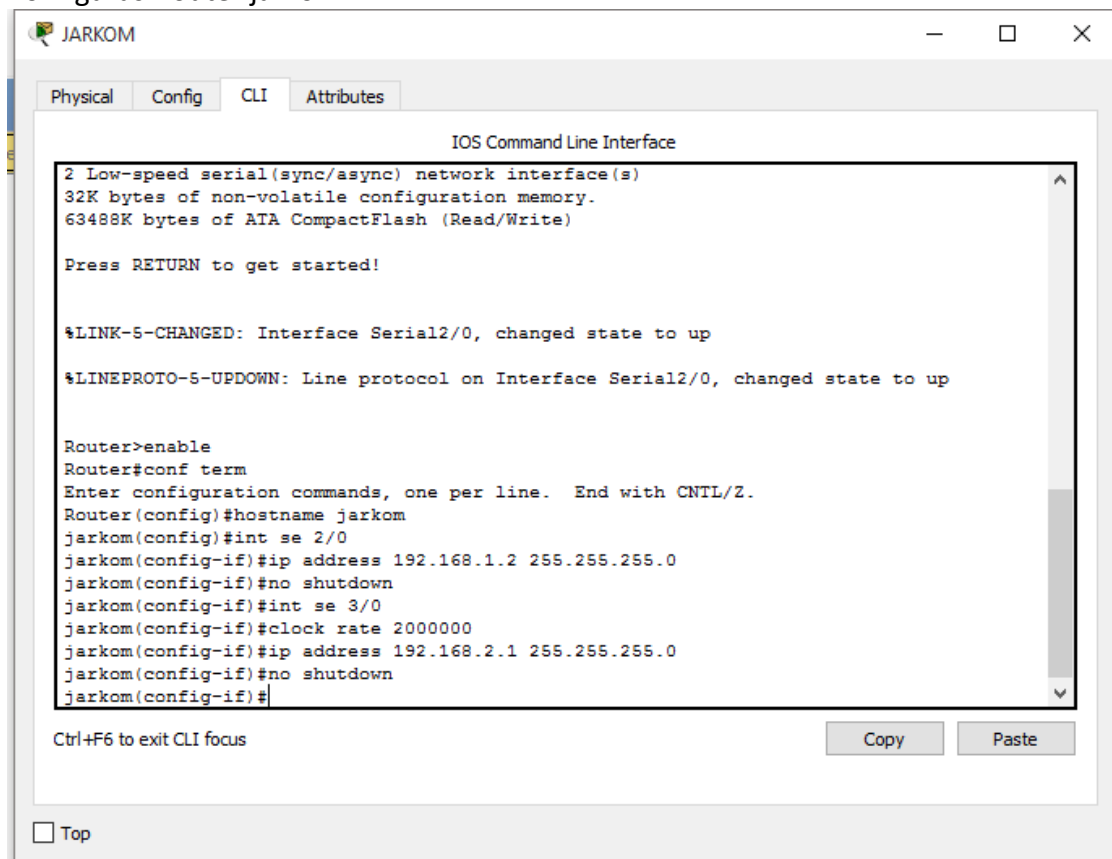 JARKOM
Physical Config CLI Attributes
IOS Command Line Interface
2 Low-speed serial(sync/async) network interface(s)
32K bytes of non-volatile configuration memory.
63488K bytes of ATA CompactFlash (Read/Write)
Press RETURN to get started!
%LINK-5-CHANGED: Interface Serial2/0, changed state to up
%LINEPROTO-5-UPDOWN: Line protocol on Interface Serial2/0, changed state to up
Router>enable
Router#conf term
Enter configuration commands, one per line.  End with CNTL/Z.
Router(config)#hostname jarkom
jarkom(config)#int se 2/0
jarkom(config-if)#ip address 192.168.1.2 255.255.255.0
jarkom(config-if)#no shutdown
jarkom(config-if)#int se 3/0
jarkom(config-if)#clock rate 2000000
jarkom(config-if)#ip address 192.168.2.1 255.255.255.0
jarkom(config-if)#no shutdown
jarkom(config-if)#
Ctrl+F6 to exit CLI focus Copy Paste
Top